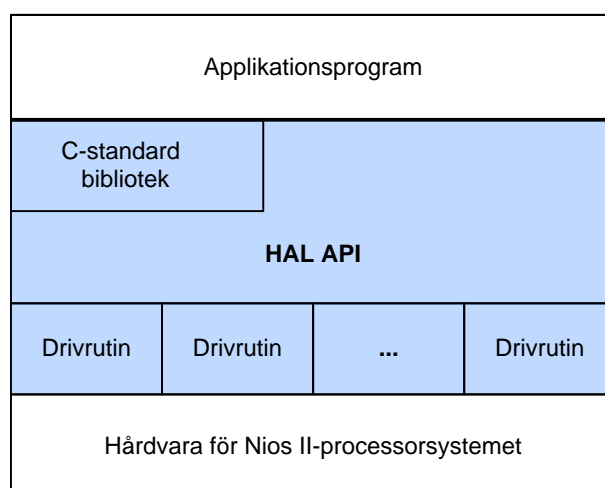 Applikationsprogram
C-standard
bibliotek
HAL API
Drivrutin Drivrutin ... Drivrutin
Hårdvara för Nios II-processorsystemet